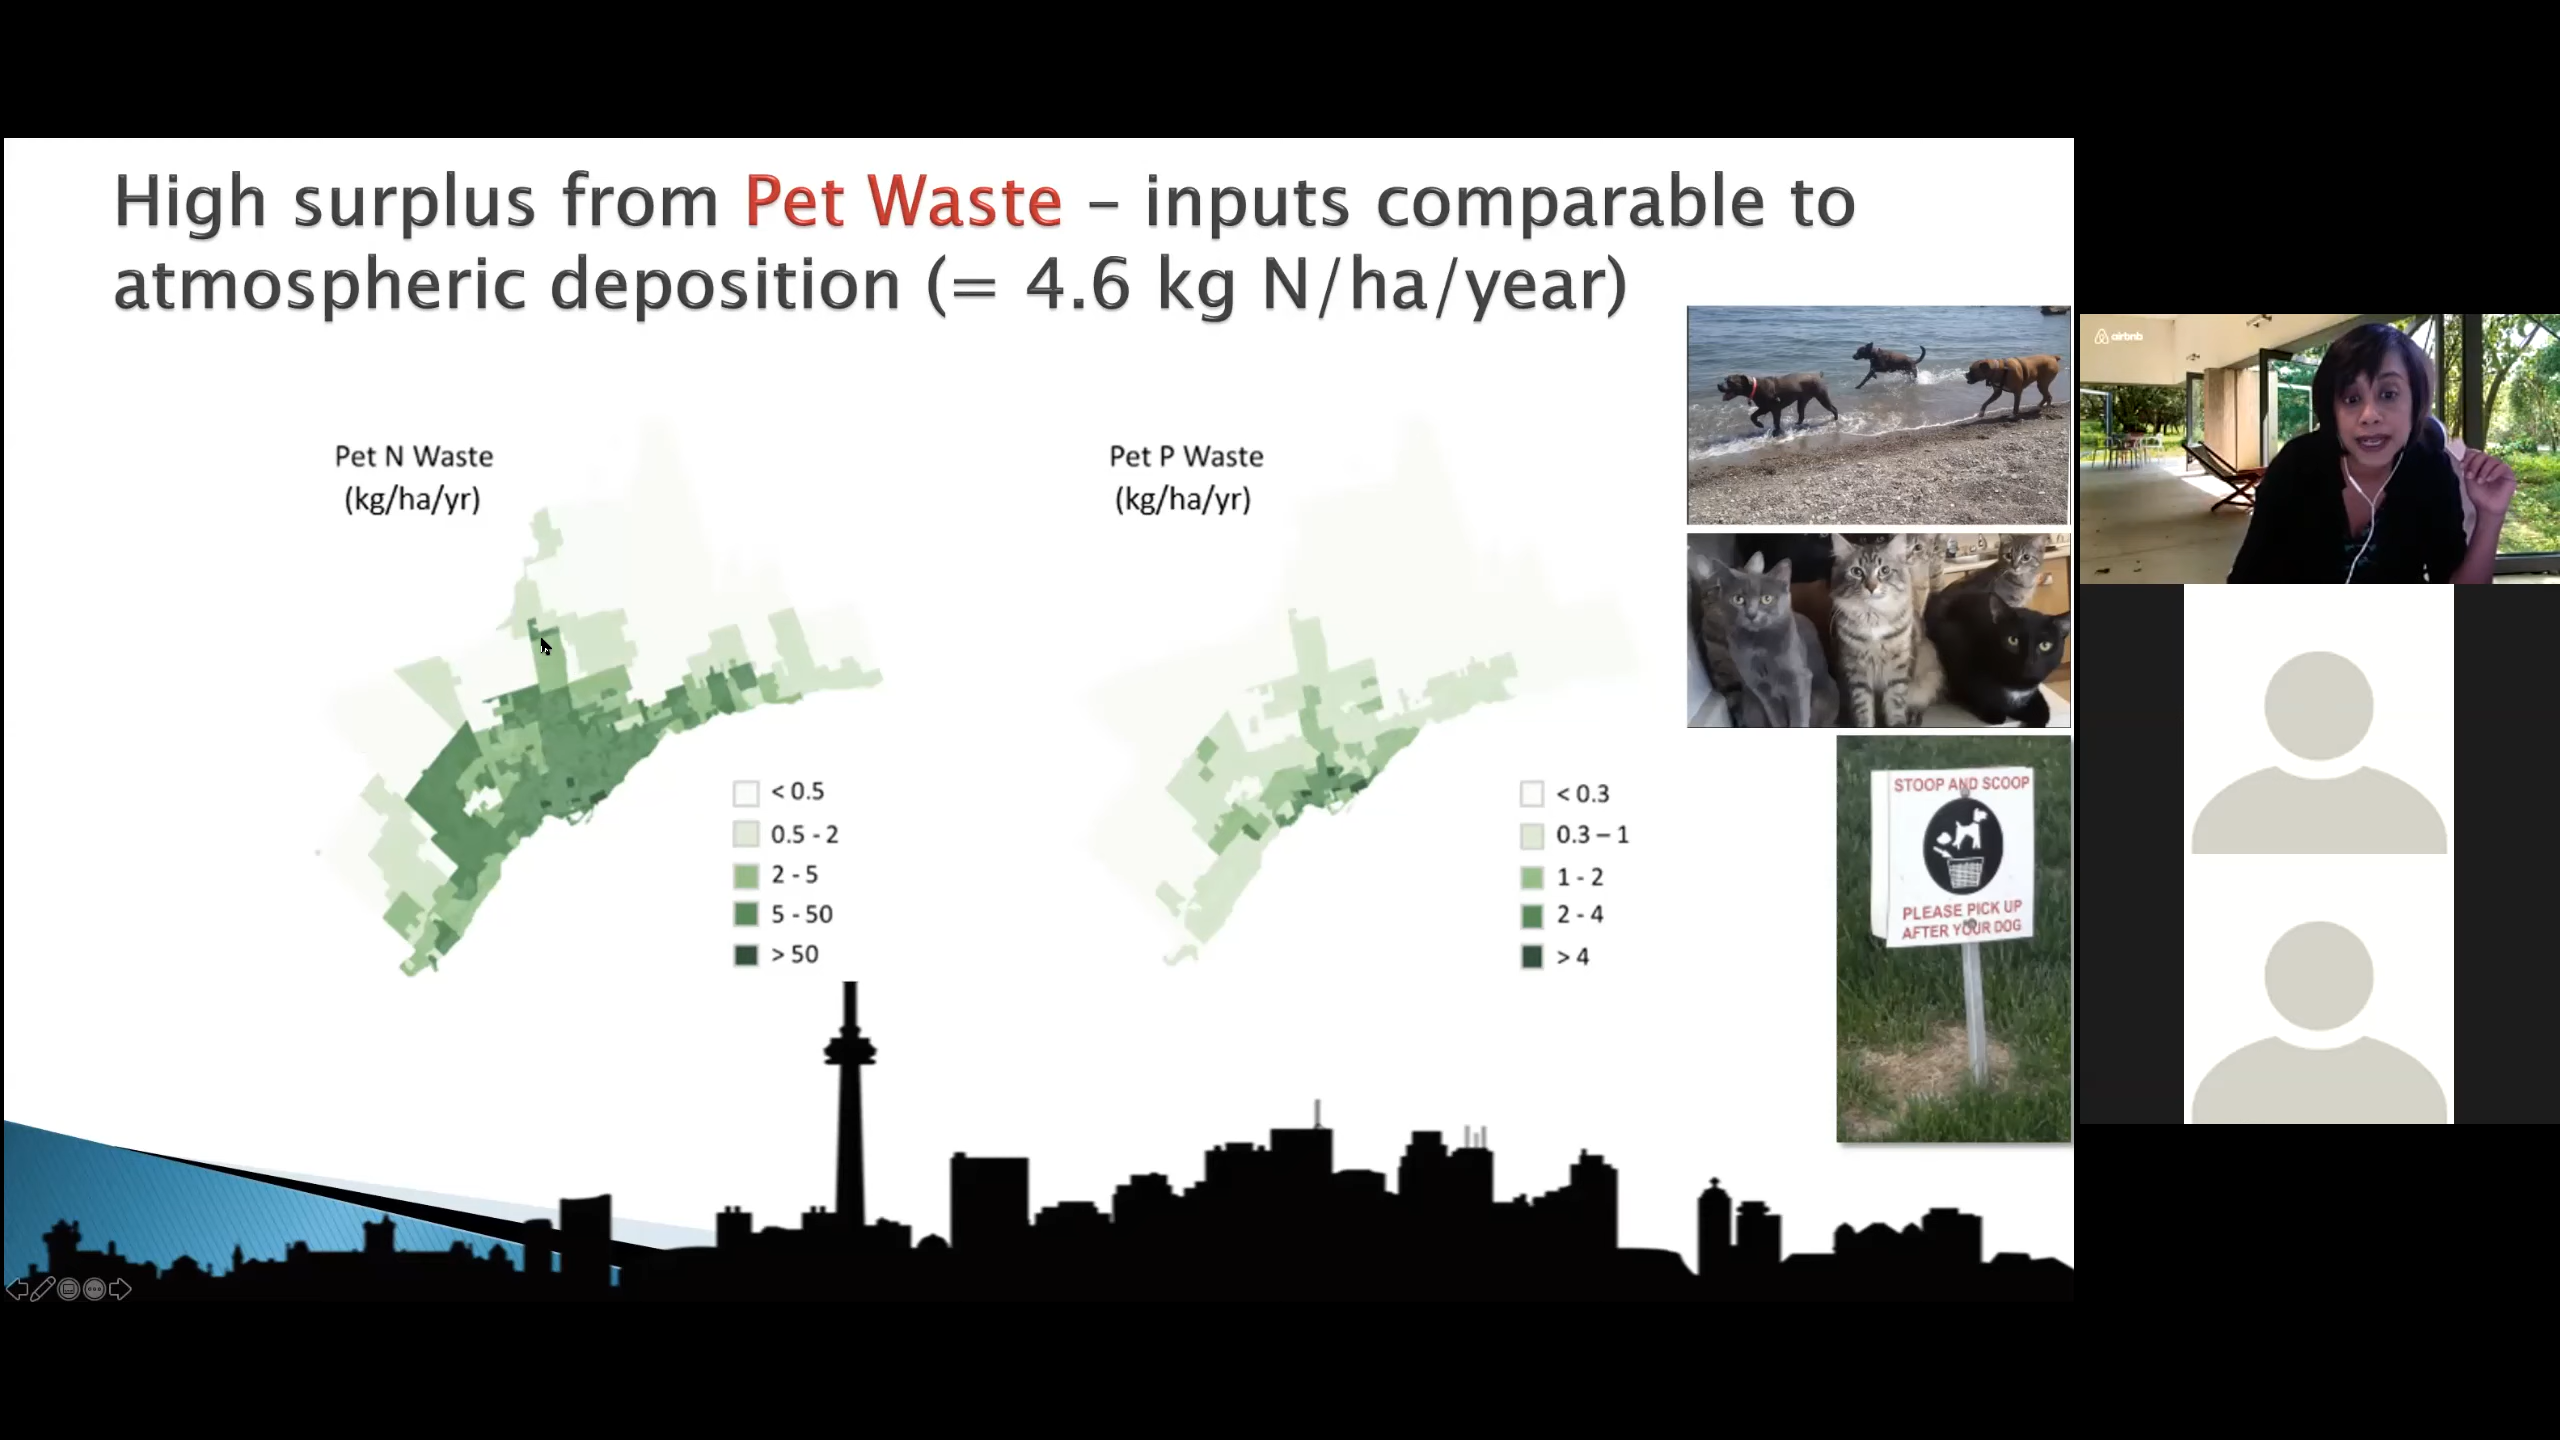 High surplus from Pet Waste – inputs comparable to
atmospheric deposition (= 4.6 kg N/ha/year)
Pet N Waste
(kg/ha/yr)
< 0.5
0.5 - 2
2 - 5
5 - 50
> 50
Pet P Waste
(kg/ha/yr)
< 0.3
0.3 – 1
1 - 2
2 - 4
> 4
STOOP AND SCOOP
PLEASE PICK UP
AFTER YOUR DOG
airbnb